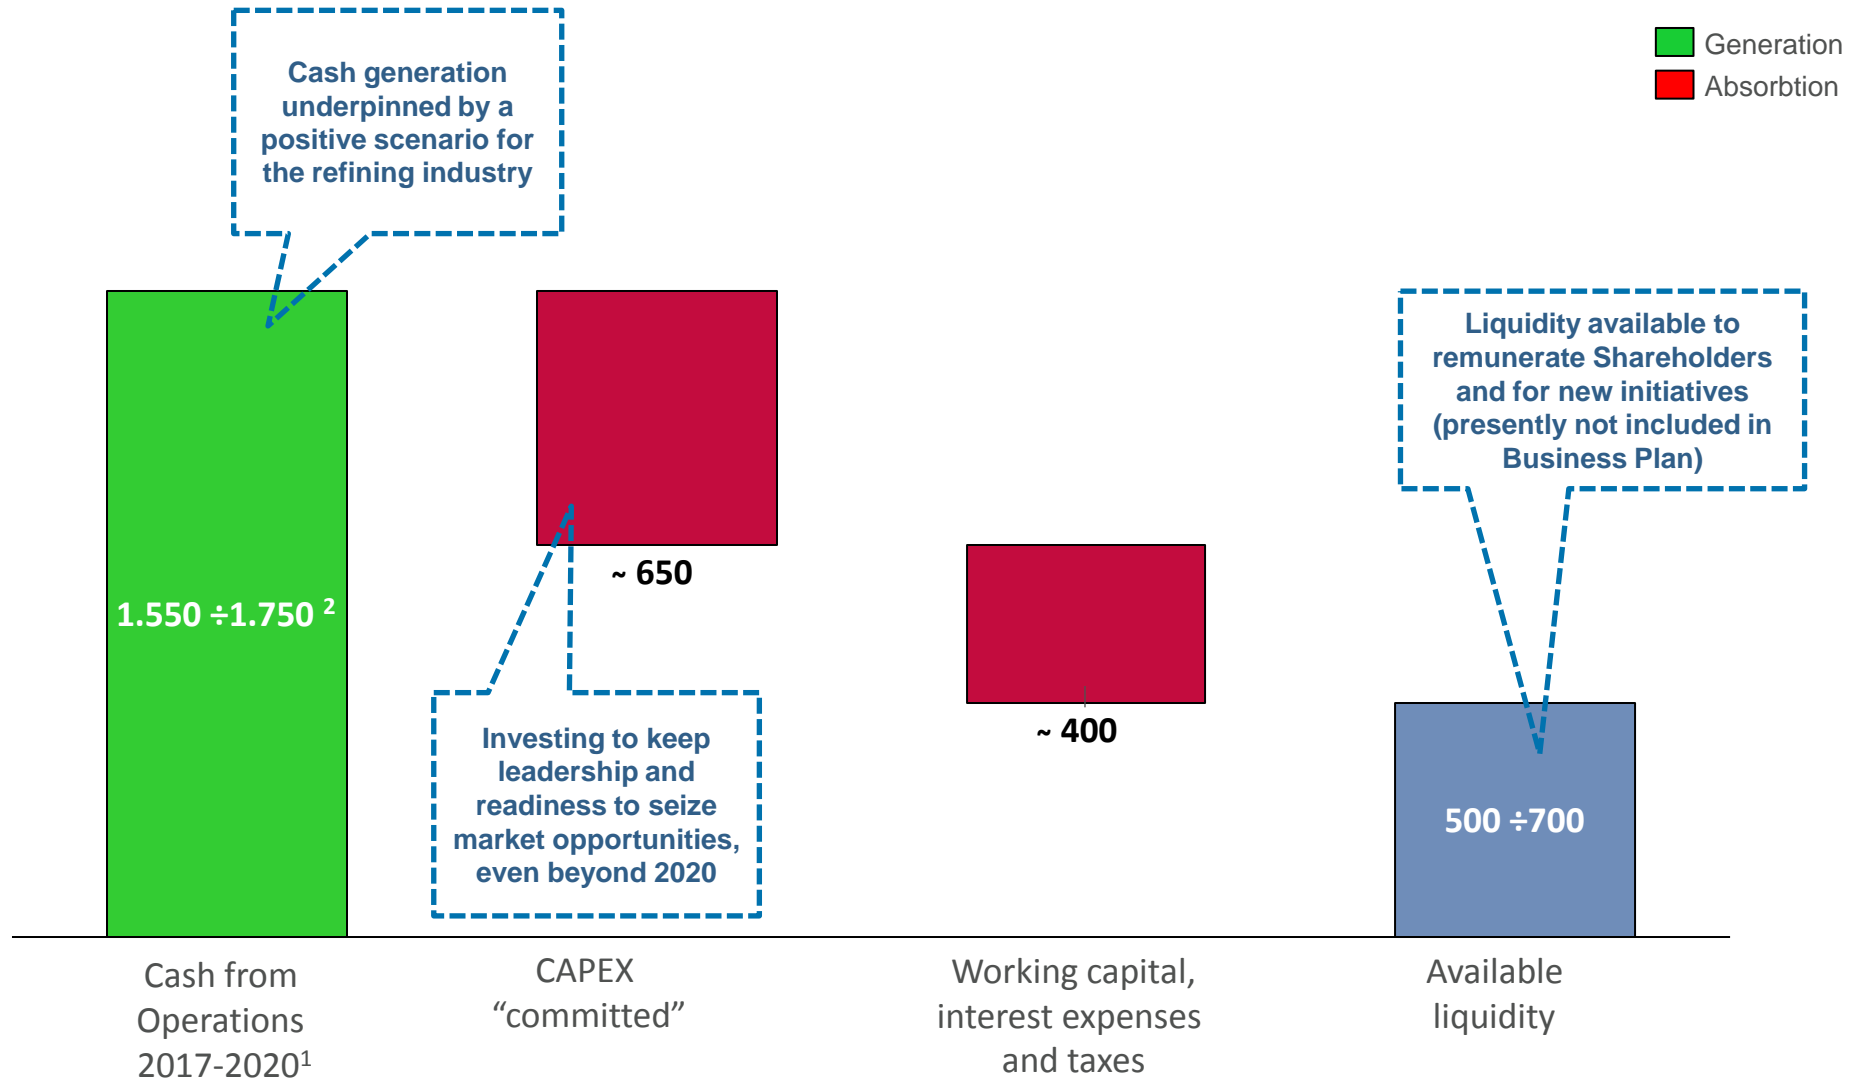 Cash generation
underpinned by a
positive scenario for
the refining industry
Generation
Absorbtion
Liquidity available to
remunerate Shareholders
and for new initiatives
(presently not included in
Business Plan)
~ 650
1.550 ÷1.750 ²
Investing to keep
leadership and
readiness to seize
market opportunities,
even beyond 2020
~ 400
500 ÷700
Cash from
Operations
2017-2020¹
CAPEX
“committed”
Working capital,
interest expenses
and taxes
Available
liquidity